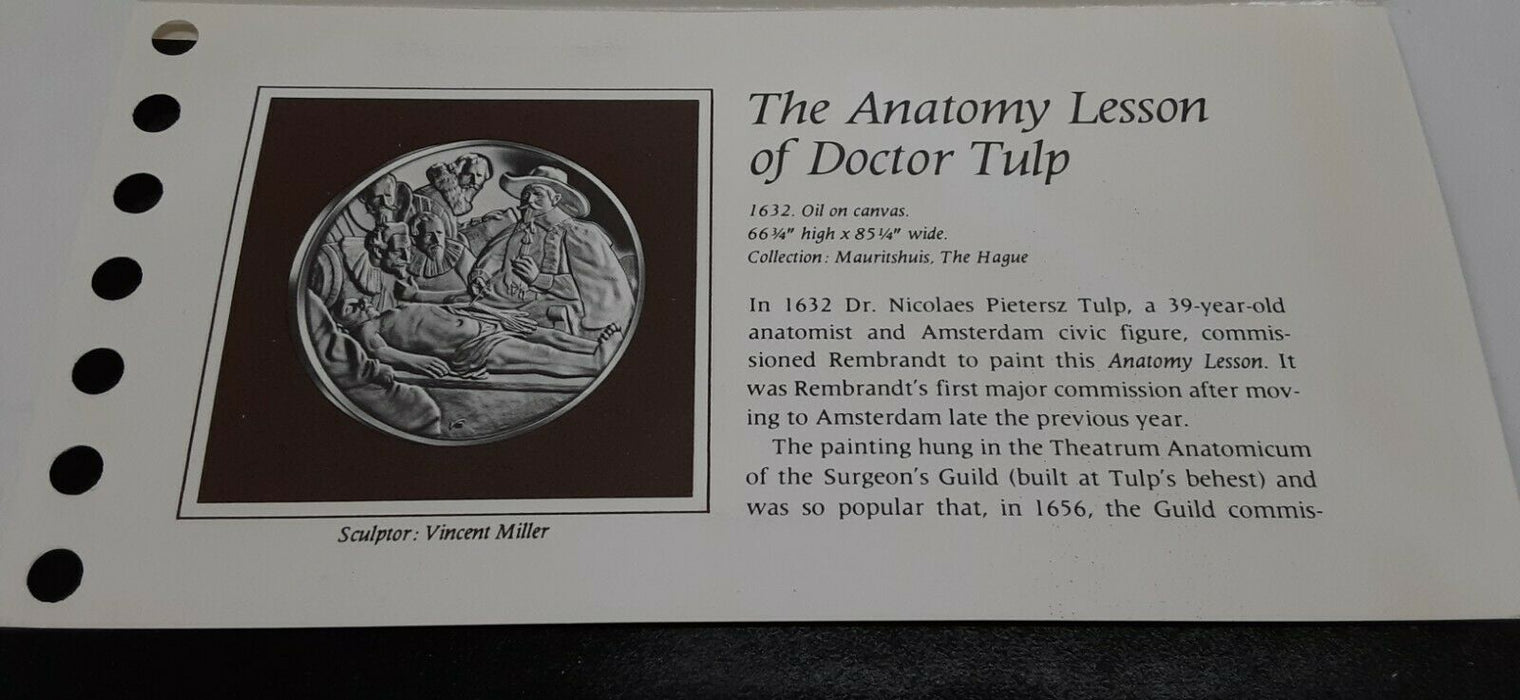 The Anatomy Lesson
of Doctor Tulp
1632. Oil on canvas.
66¾" high x 85¼" wide.
Collection: Mauritshuis, The Hague
In 1632 Dr. Nicolaes Pietersz Tulp, a 39-year-old
anatomist and Amsterdam civic figure, commis-
sioned Rembrandt to paint this Anatomy Lesson. It
was Rembrandt's first major commission after mov-
ing to Amsterdam late the previous year.
The painting hung in the Theatrum Anatomicum
of the Surgeon's Guild (built at Tulp's behest) and
was so popular that, in 1656, the Guild commis-
Sculptor: Vincent Miller